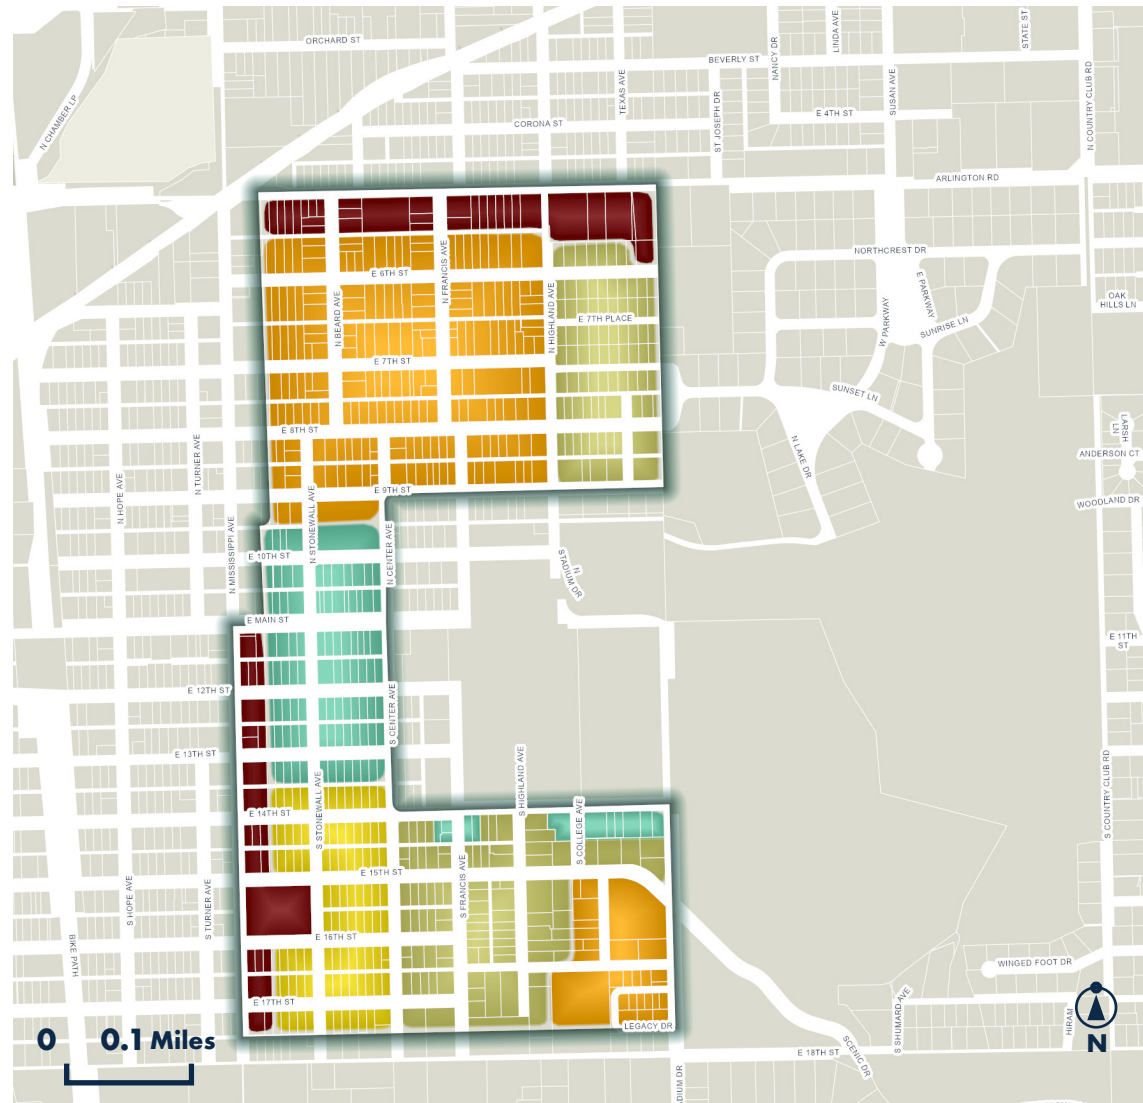 ORCHARD ST
LINDA AVE
STATE ST
NANCY DR
BEVERLY ST
N CHAMBER LP
TEXAS AVE
ST JOSEPH DR
SUSAN AVE
N COUNTRY CLUB RD
E 4TH ST
CORONA ST
ARLINGTON RD
NORTHCREST DR
N FRANCIS AVE
E 6TH ST
N BEARD AVE
N HIGHLAND AVE
E 7TH PLACE
W PARKWAY
E PARKWAY
SUNRISE LN
OAK
HILLS LN
E 7TH ST
SUNSET LN
E 8TH ST
LARSH
LN
N TURNER AVE
N LAKE DR
ANDERSON CT
N HOPE AVE
E 9TH ST
WOODLAND DR
N MISSISSIPPI AVE
N STONEWALL AVE
N CENTER AVE
E 10TH ST
N
STADIUM DR
E MAIN ST
E 11TH
ST
E 12TH ST
S CENTER AVE
E 13TH ST
S HIGHLAND AVE
S COUNTRY CLUB RD
S STONEWALL AVE
E 14TH ST
S COLLEGE AVE
E 15TH ST
S FRANCIS AVE
S HOPE AVE
S TURNER AVE
E 16TH ST
BIKE PATH
WINGED FOOT DR
E 17TH ST
S SHUMARD AVE
HIRAM
LEGACY DR
0 0.1 Miles
N
E 18TH ST
SCENIC DR
DIUM DR